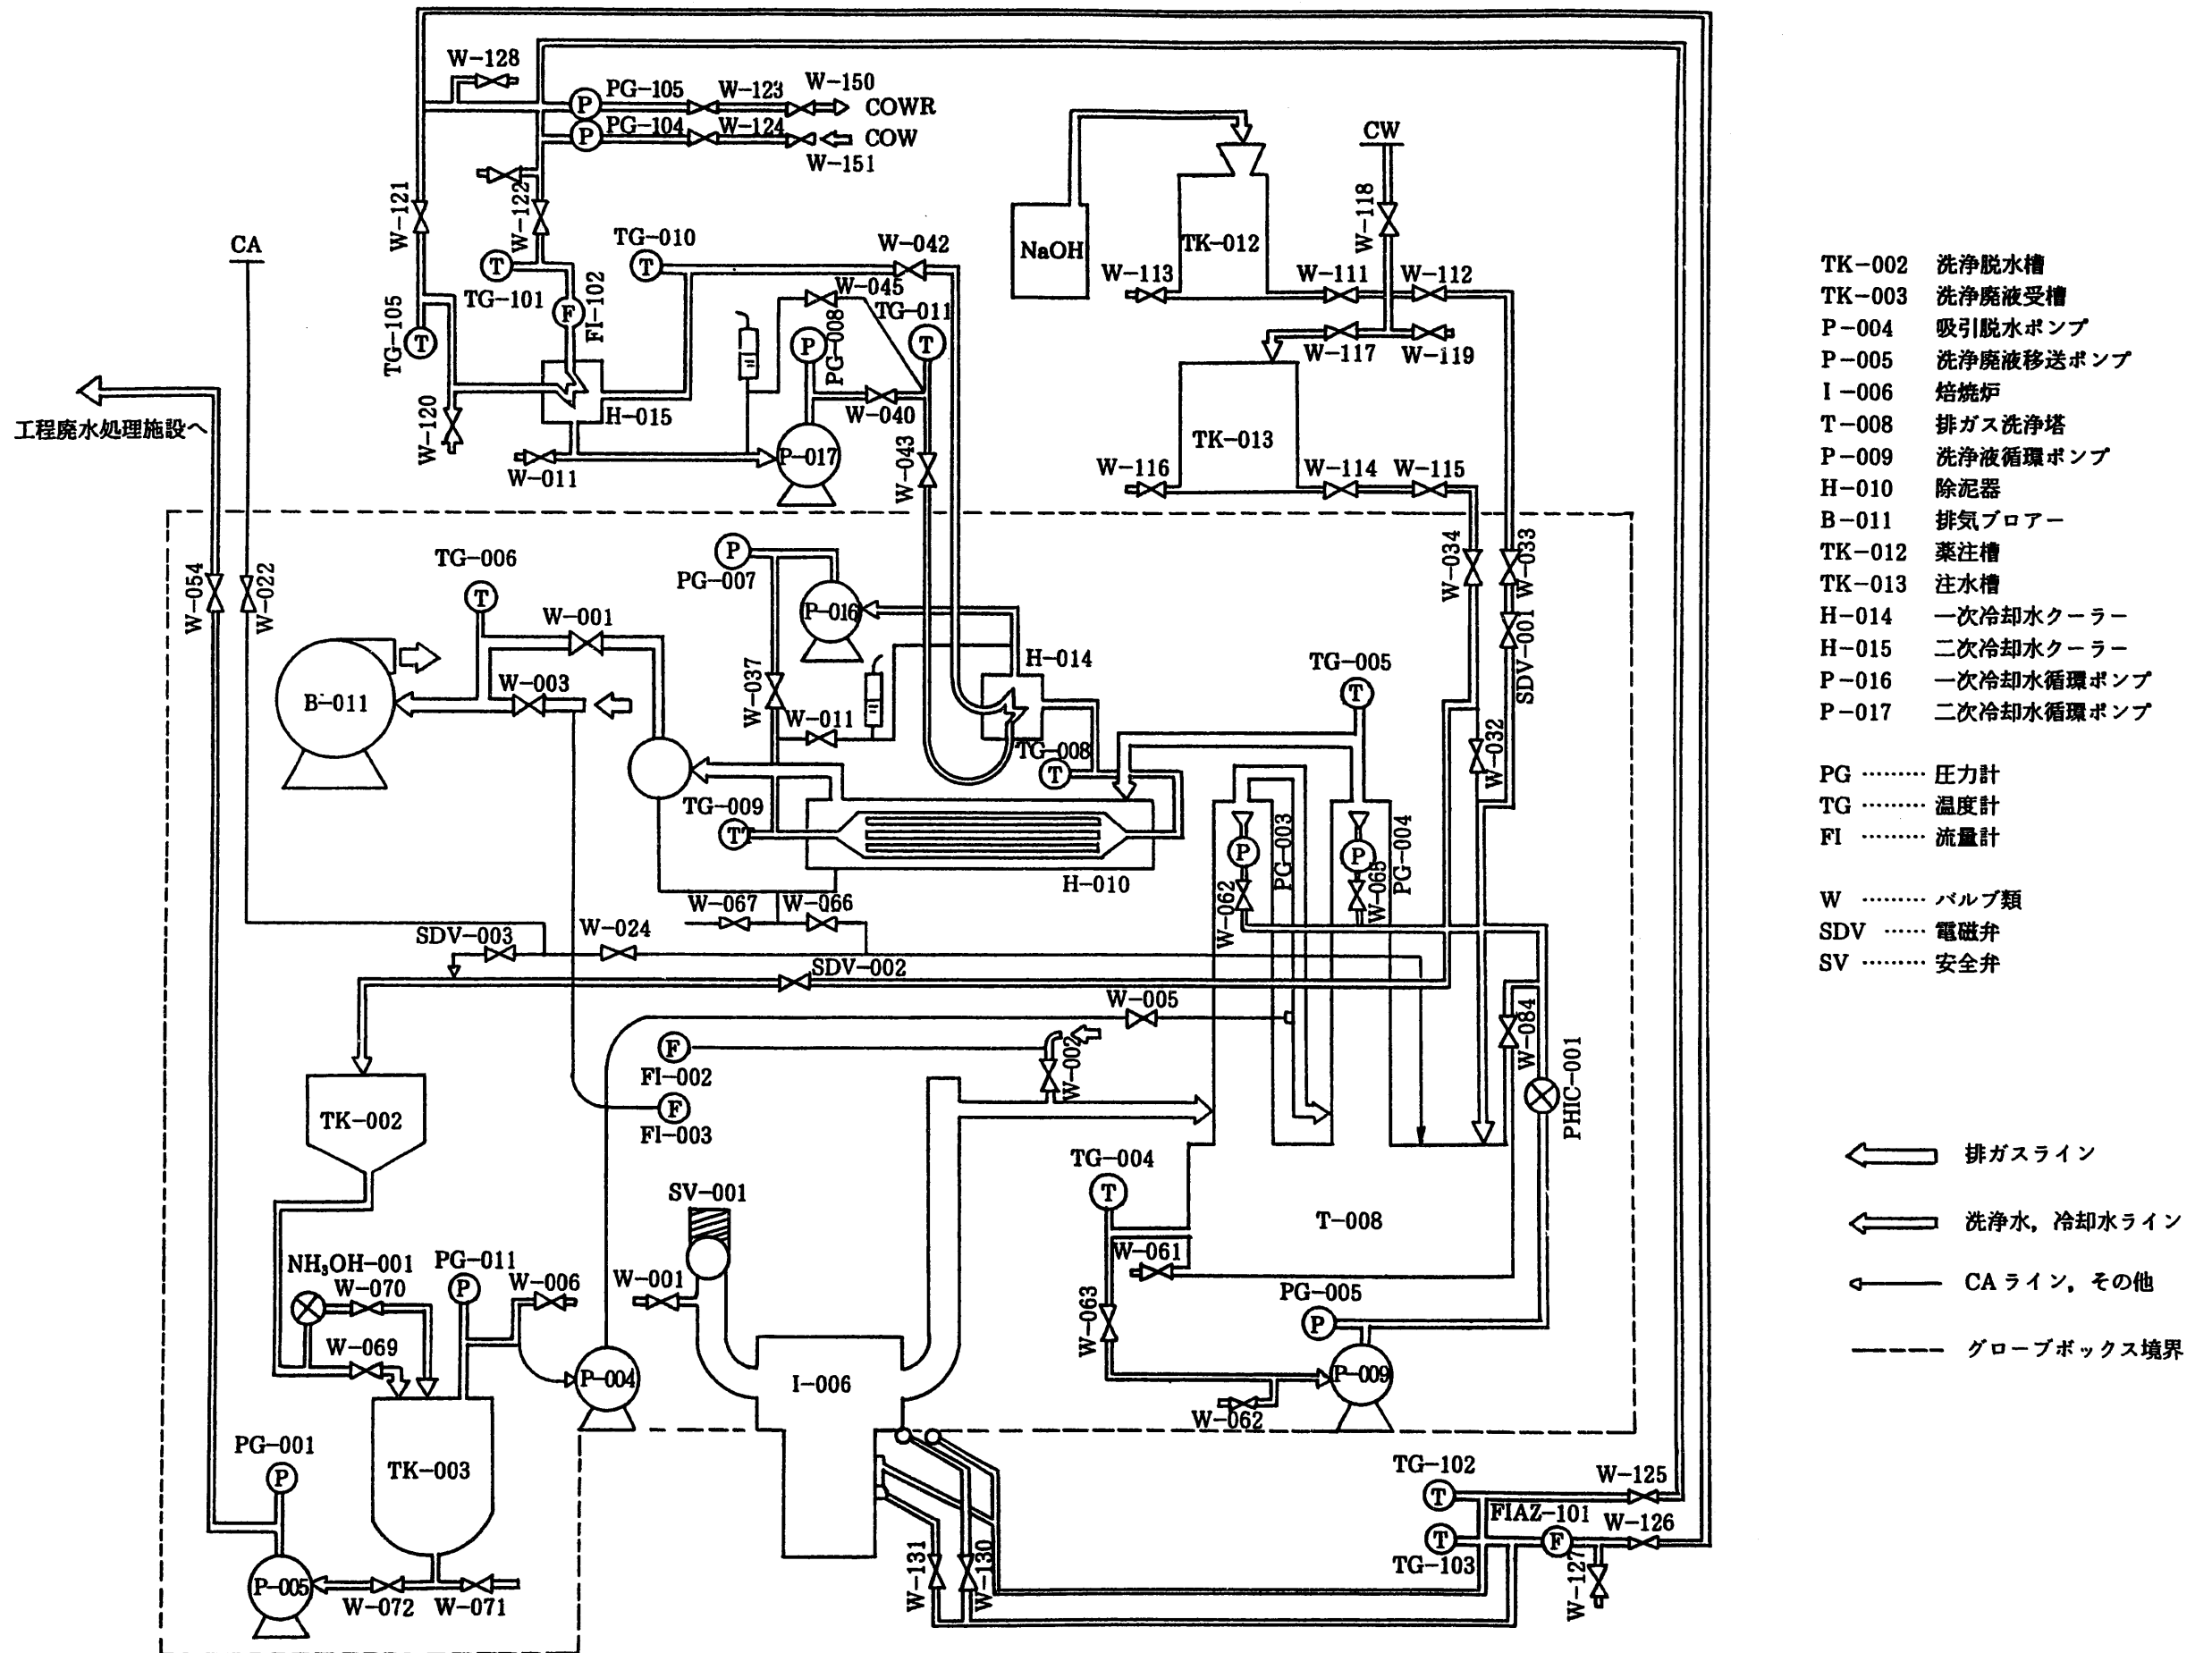 W-128
PG-105
W-123
W-150
COWR
P
PG-104
W-124
COW
P
W-151
CW
W-121
W-122
W-118
CA
TG-010
T
W-042
NaOH
TK-012
TG-101
T
FI-102
F
W-045
TG-011
T
W-113
W-111
W-112
TG-105
T
PG-008
P
W-117
W-119
工程廃水処理施設へ
W-120
H-015
W-040
P-017
W-011
W-043
TK-013
W-116
W-114
W-115
W-054
W-022
TG-006
T
W-001
PG-007
P
P-016
W-034
W-033
SDV-001
B-011
W-003
W-037
W-011
H-014
TG-005
T
TG-008
T
W-032
TG-009
TT
H-010
PG-003
P
PG-004
P
W-062
W-065
W-067
W-066
SDV-003
W-024
SDV-002
W-005
W-084
FI-002
F
W-002
FI-003
F
PHIC-001
TK-002
TG-004
T
SV-001
T-008
W-061
NH₃OH-001
W-070
PG-011
P
W-006
W-001
PG-005
P
W-063
W-069
P-004
I-006
P-009
W-062
PG-001
P
TK-003
TG-102
T
W-125
FIAZ-101
F
W-126
TG-103
T
W-127
W-131
W-130
P-005
W-072
W-071
TK-002 洗浄脱水槽
TK-003 洗浄廃液受槽
P-004 吸引脱水ポンプ
P-005 洗浄廃液移送ポンプ
I-006 焙焼炉
T-008 排ガス洗浄塔
P-009 洗浄液循環ポンプ
H-010 除泥器
B-011 排気ブロアー
TK-012 薬注槽
TK-013 注水槽
H-014 一次冷却水クーラー
H-015 二次冷却水クーラー
P-016 一次冷却水循環ポンプ
P-017 二次冷却水循環ポンプ
PG ……… 圧力計
TG ……… 温度計
FI ……… 流量計
W ……… バルブ類
SDV …… 電磁弁
SV ……… 安全弁
排ガスライン
洗浄水，冷却水ライン
CAライン，その他
グローブボックス境界